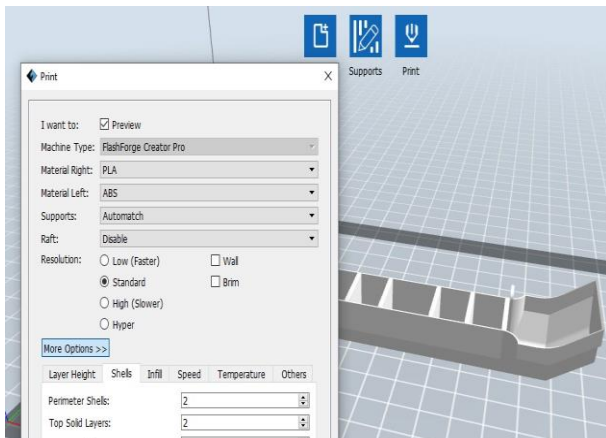 Supports Print
Print X
I want to: Preview
Machine Type: FlashForge Creator Pro
Material Right: PLA
Material Left: ABS
Supports: Automatch
Raft: Disable
Resolution: Low (Faster) Wall
Standard Brim
High (Slower)
Hyper
More Options >>
Layer Height Shells Infill Speed Temperature Others
Perimeter Shells: 2
Top Solid Layers: 2